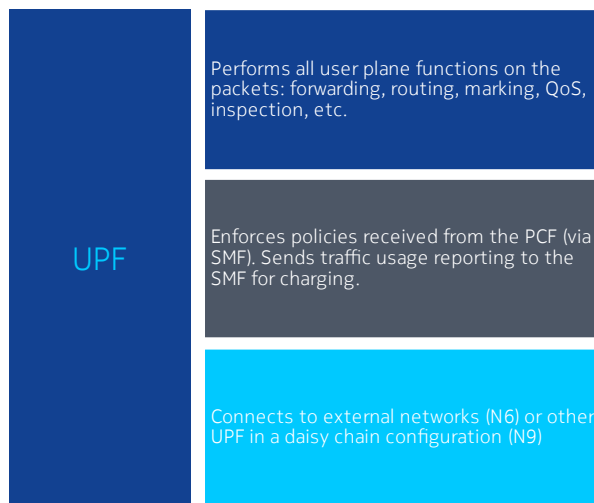 UPF
Performs all user plane functions on the
packets: forwarding, routing, marking, QoS,
inspection, etc.
Enforces policies received from the PCF (via
SMF). Sends traffic usage reporting to the
SMF for charging.
Connects to external networks (N6) or other
UPF in a daisy chain configuration (N9)